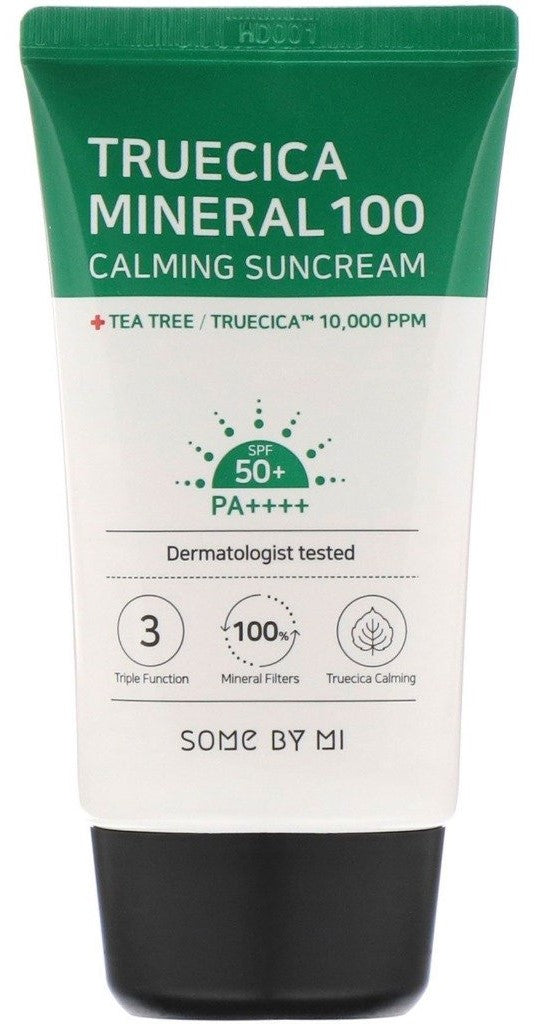 TRUECICA
MINERAL 100
CALMING SUNCREAM
+ TEA TREE / TRUECICA™ 10,000 PPM
SPF
50+
PA++++
Dermatologist tested
3
100%
Triple Function
Mineral Filters
Truecica Calming
SOME BY MI